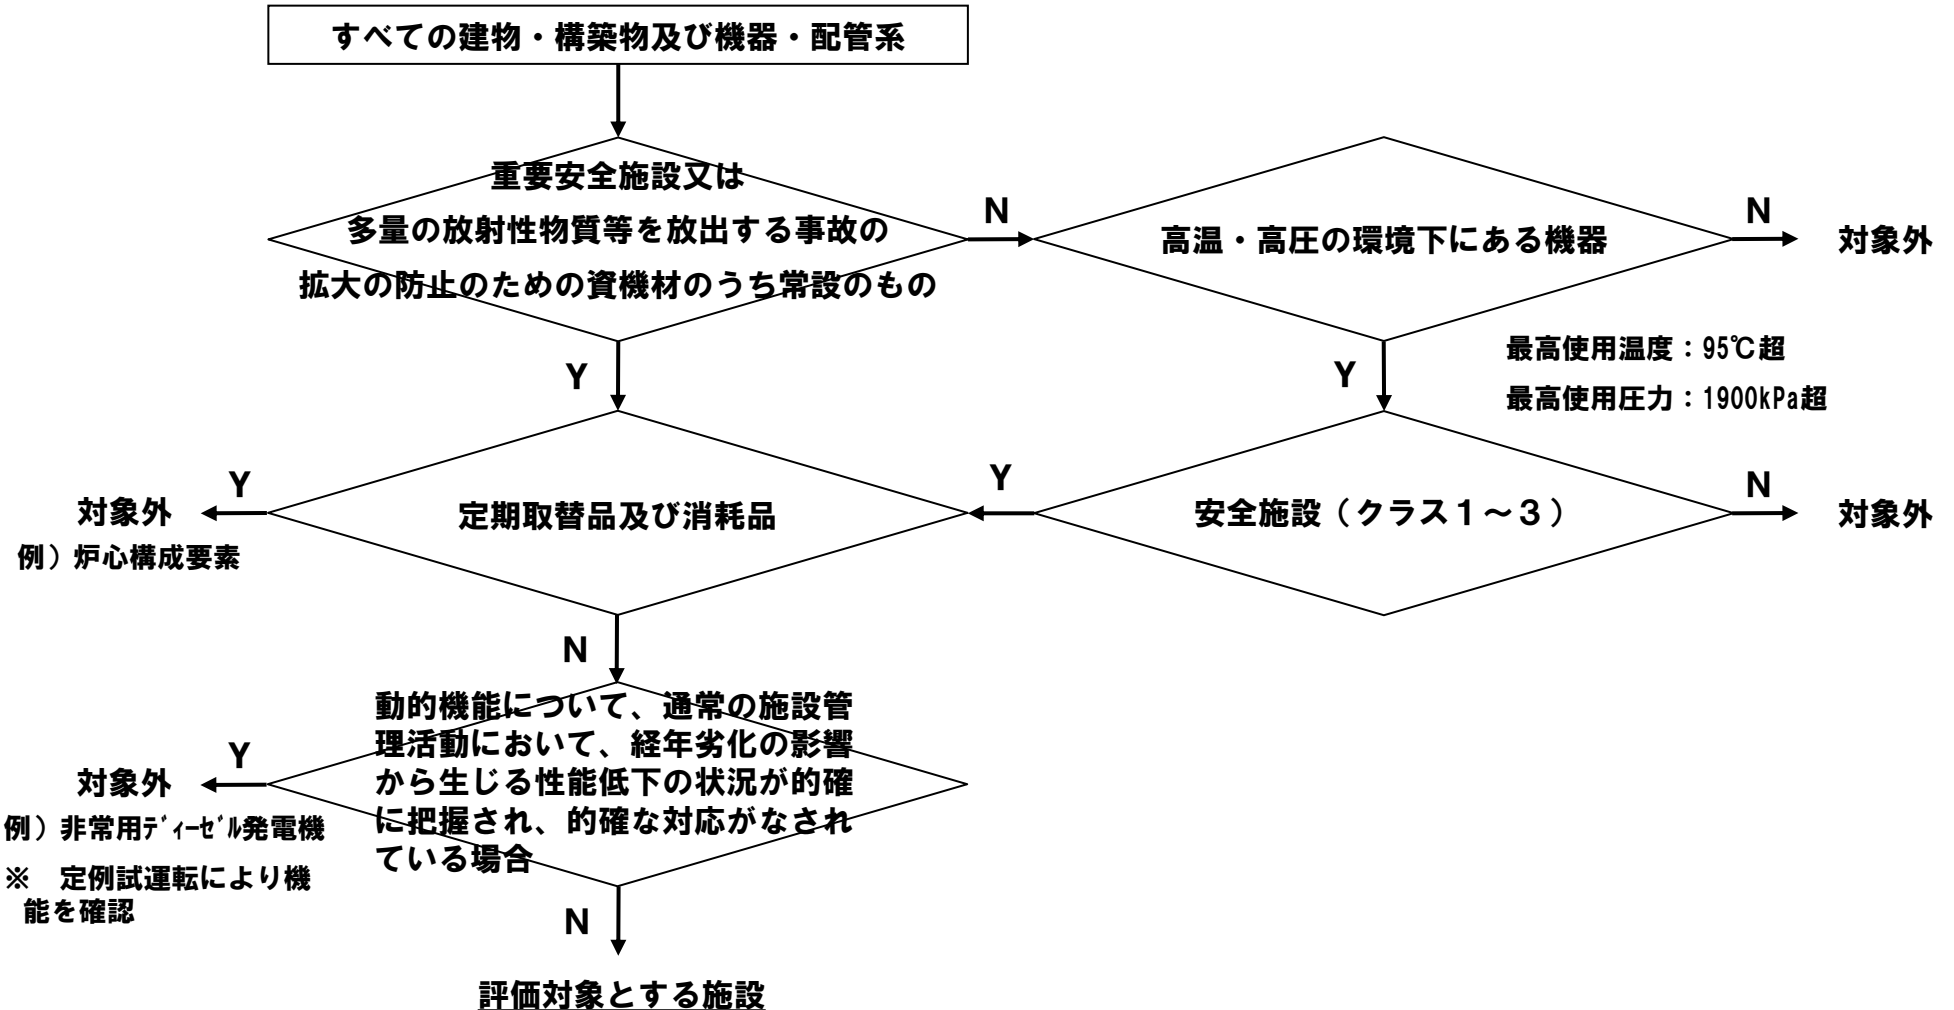 すべての建物・構築物及び機器・配管系
重要安全施設又は
多量の放射性物質等を放出する事故の
拡大の防止のための資機材のうち常設のもの
N
高温・高圧の環境下にある機器
N
対象外
最高使用温度：95℃超
最高使用圧力：1900kPa超
Y
Y
対象外
例）炉心構成要素
Y
定期取替品及び消耗品
Y
安全施設（クラス１～３）
N
対象外
N
動的機能について、通常の施設管
理活動において、経年劣化の影響
から生じる性能低下の状況が的確
に把握され、的確な対応がなされ
ている場合
Y
対象外
例）非常用ﾃﾞｨｰｾﾞﾙ発電機
※　定例試運転により機
能を確認
N
評価対象とする施設